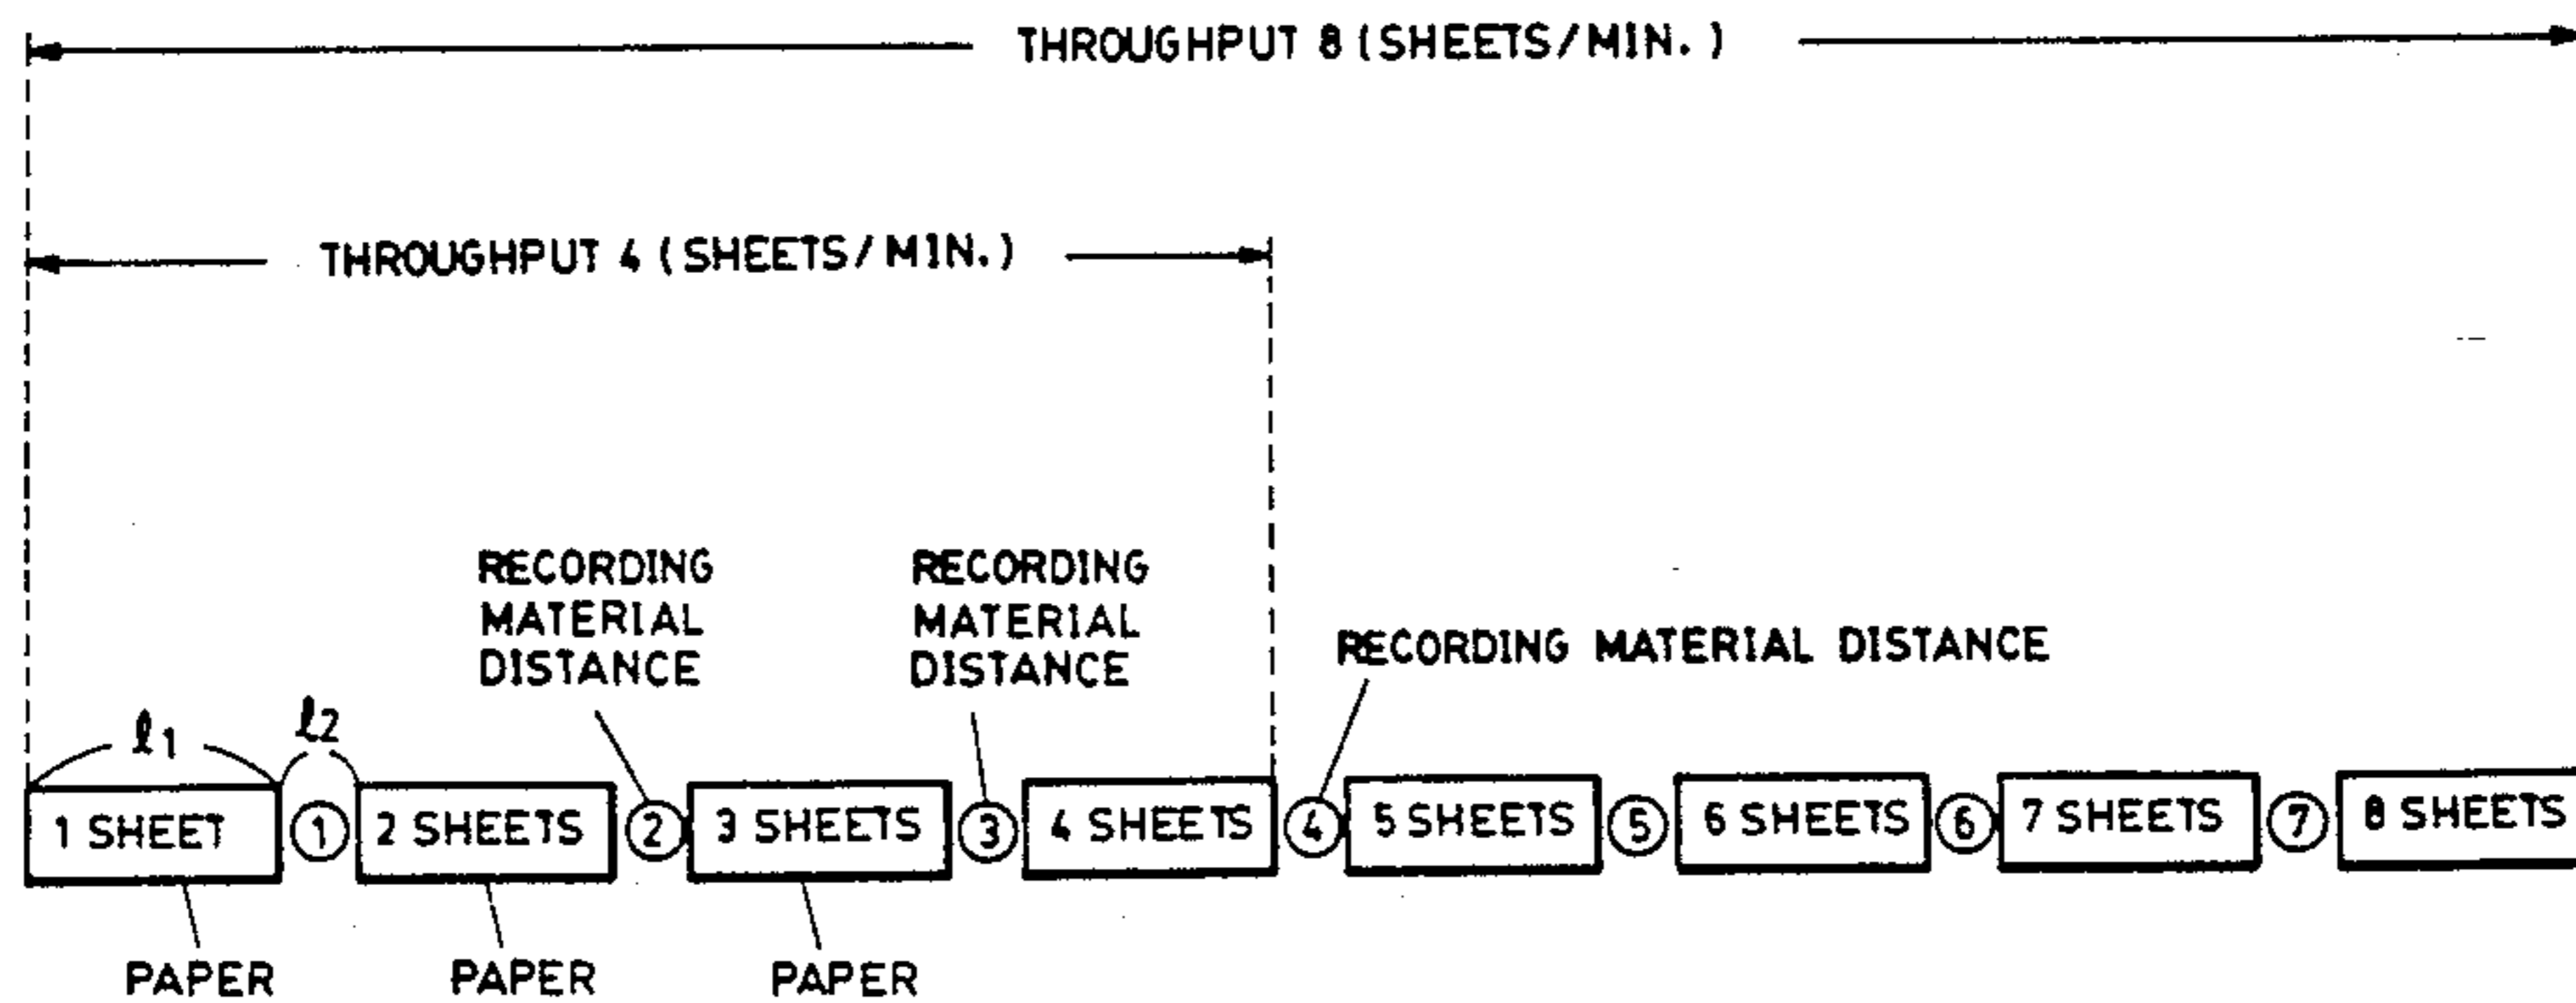 THROUGHPUT 8 (SHEETS/MIN.)
THROUGHPUT 4 (SHEETS/MIN.)
RECORDING
MATERIAL
DISTANCE
RECORDING
MATERIAL
DISTANCE
RECORDING MATERIAL DISTANCE
ℓ1 ℓ2
1 SHEET ① 2 SHEETS ② 3 SHEETS ③ 4 SHEETS ④ 5 SHEETS ⑤ 6 SHEETS ⑥ 7 SHEETS ⑦ 8 SHEETS
PAPER PAPER PAPER